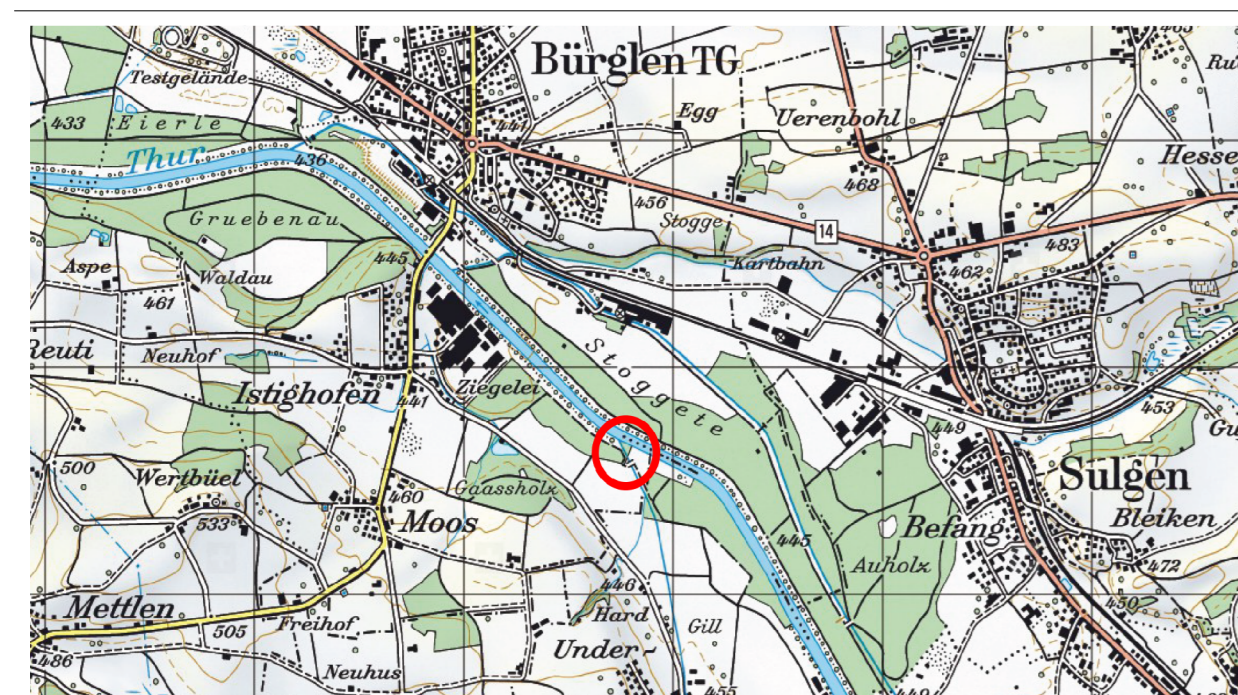 Bürglen TG
Testgelände
433
Eierle
Thur
436
441
Egg
Uerenbohl
Hesse
468
Gruebenau
456
Stogge
14
483
Aspe
445
Kartbahn
462
461
Waldau
Reuti
Neuhof
Istighofen
441
Ziegelei
Stoggete
453
449
500
Wertbüel
460
Gaassholz
Sulgen
533
Moos
Befang
Bleiken
445
Auholz
472
446
450
Mettlen
Hard
505
Freihof
Gill
Under-
486
Neuhus
455